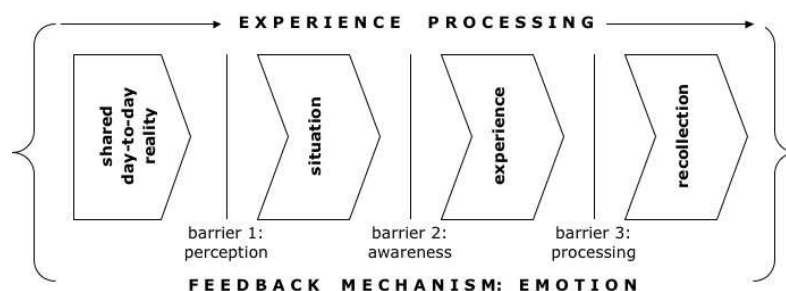 EXPERIENCE PROCESSING
shared
day-to-day
reality
situation
experience
recollection
barrier 1:
perception
barrier 2:
awareness
barrier 3:
processing
FEEDBACK MECHANISM: EMOTION